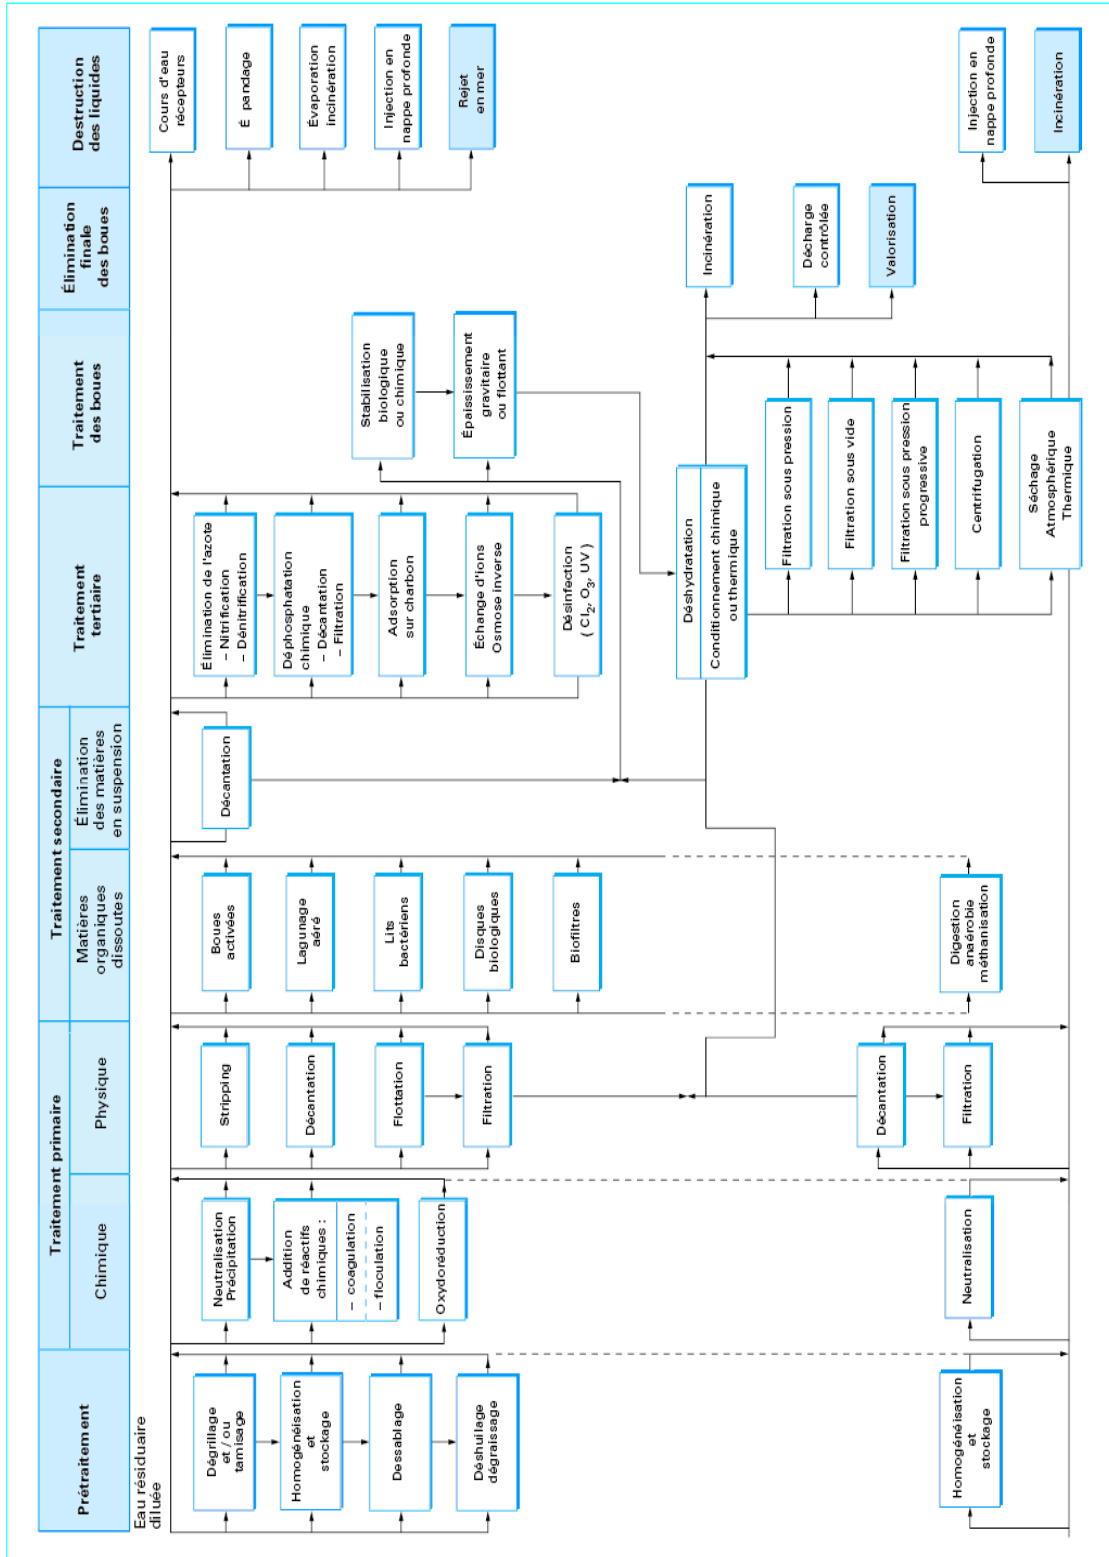 Prétraitement
Traitement primaire
Chimique
Physique
Traitement secondaire
Matières
organiques
dissoutes
Élimination
des matières
en suspension
Traitement
tertiaire
Traitement
des boues
Élimination
finale
des boues
Destruction
des liquides
Eau résiduaire
diluée
Dégrillage
et / ou
tamisage
Homogénéisation
et
stockage
Dessablage
Déshuilage
dégraissage
Homogénéisation
et
stockage
Neutralisation
Précipitation
Addition
de réactifs
chimiques :
– coagulation
– floculation
Oxydoréduction
Neutralisation
Stripping
Décantation
Flottation
Filtration
Décantation
Filtration
Boues
activées
Lagunage
aéré
Lits
bactériens
Disques
biologiques
Biofiltres
Digestion
anaérobie
méthanisation
Décantation
Élimination de l'azote
– Nitrification
– Dénitrification
Déphosphatation
chimique
– Décantation
– Filtration
Adsorption
sur charbon
Échange d'Ions
Osmose inverse
Désinfection
( Cl2, O3, UV )
Stabilisation
biologique
ou chimique
Épaississement
gravitaire
ou flottant
Déshydratation
Conditionnement chimique
ou thermique
Filtration sous pression
Filtration sous vide
Filtration sous pression
progressive
Centrifugation
Séchage
Atmosphérique
Thermique
Incinération
Décharge
contrôlée
Valorisation
Cours d'eau
récepteurs
É pandage
Évaporation
incinération
Injection en
nappe profonde
Rejet
en mer
Injection en
nappe profonde
Incinération